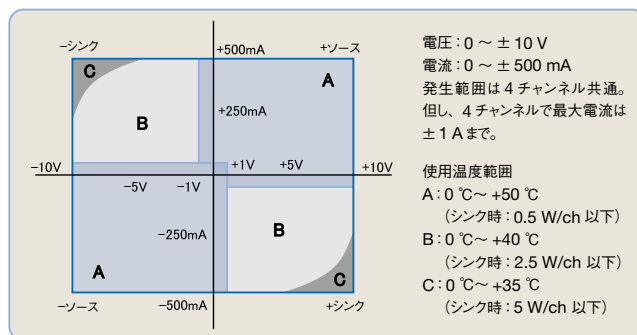 −シンク
+500mA
+ソース
C
A
B
+250mA
−10V
+1V
+5V
+10V
−5V
−1V
B
−250mA
A
C
−ソース
−500mA
+シンク
電圧：0 ～ ± 10 V
電流：0 ～ ± 500 mA
発生範囲は 4 チャンネル共通。
但し、4 チャンネルで最大電流は
± 1 A まで。
使用温度範囲
A：0 ℃～ +50 ℃
（シンク時：0.5 W/ch 以下）
B：0 ℃～ +40 ℃
（シンク時：2.5 W/ch 以下）
C：0 ℃～ +35 ℃
（シンク時：5 W/ch 以下）